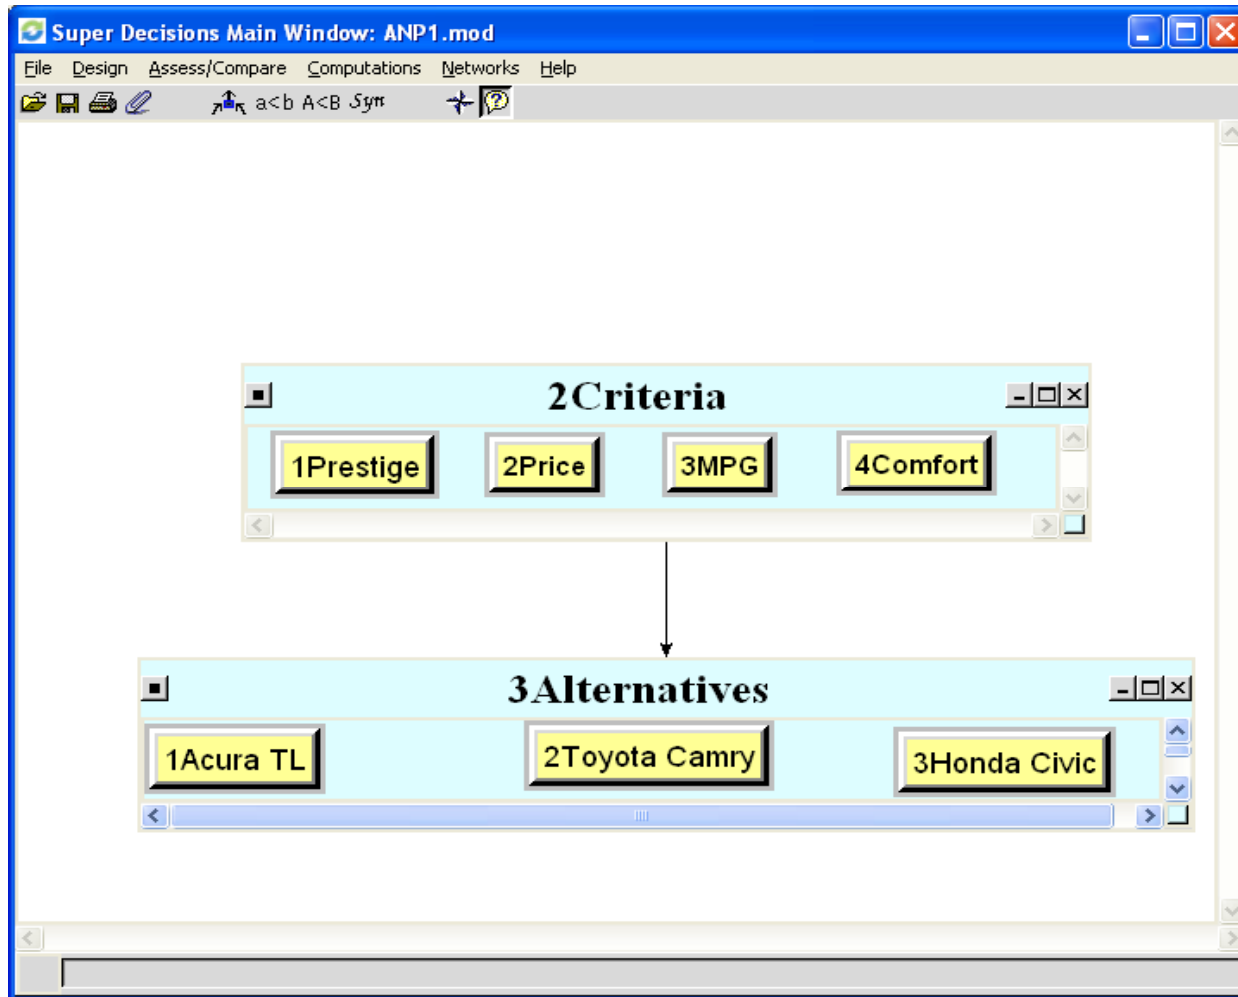 Super Decisions Main Window: ANP1.mod
File Design Assess/Compare Computations Networks Help
a<b A<B Syn
2Criteria
1Prestige 2Price 3MPG 4Comfort
3Alternatives
1Acura TL 2Toyota Camry 3Honda Civic